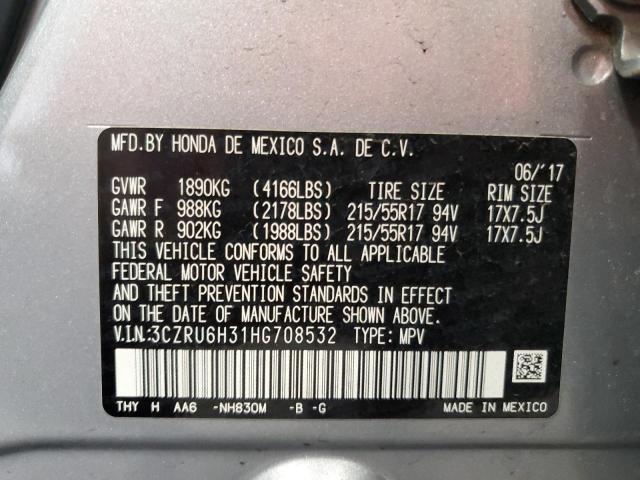 MFD.BY HONDA DE MEXICO S.A. DE C.V.
06/'17
GVWR 1890KG (4166LBS) TIRE SIZE RIM SIZE
GAWR F 988KG (2178LBS) 215/55R17 94V 17X7.5J
GAWR R 902KG (1988LBS) 215/55R17 94V 17X7.5J
THIS VEHICLE CONFORMS TO ALL APPLICABLE
FEDERAL MOTOR VEHICLE SAFETY
AND THEFT PREVENTION STANDARDS IN EFFECT
ON THE DATE OF MANUFACTURE SHOWN ABOVE.
V.I.N.:3CZRU6H31HG708532 TYPE: MPV
THY H AA6 -NH830M -B -G MADE IN MEXICO